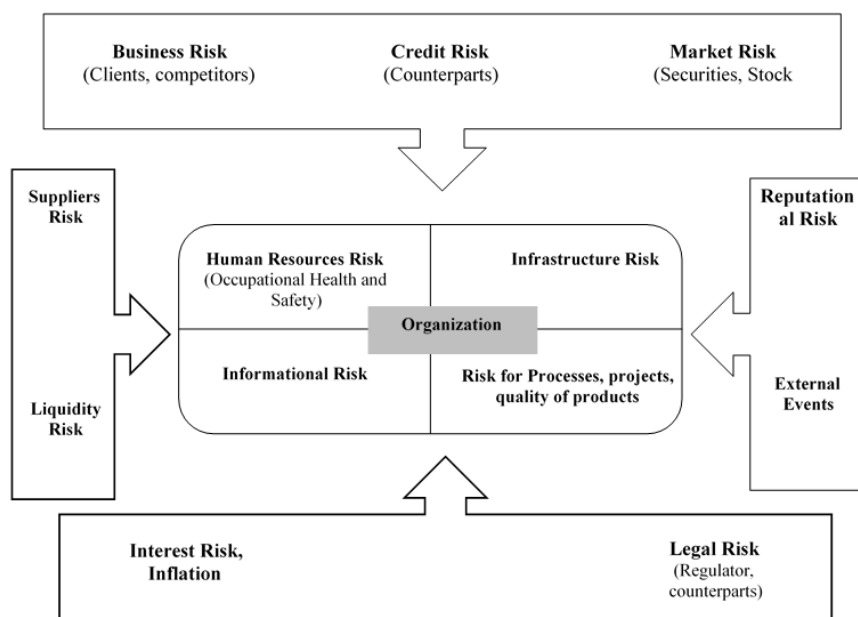 Business Risk
(Clients, competitors)
Credit Risk
(Counterparts)
Market Risk
(Securities, Stock
Suppliers
Risk
Liquidity
Risk
Human Resources Risk
(Occupational Health and
Safety)
Infrastructure Risk
Organization
Informational Risk
Risk for Processes, projects,
quality of products
Reputation
al Risk
External
Events
Interest Risk,
Inflation
Legal Risk
(Regulator,
counterparts)